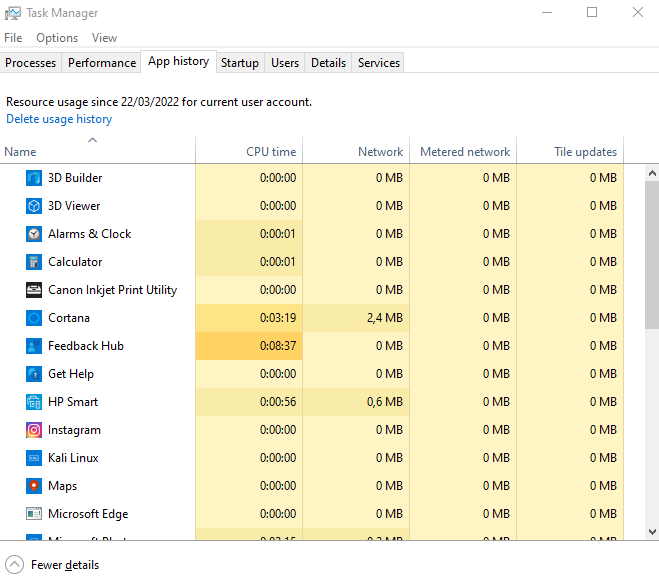 Task Manager
File Options View
Processes Performance App history Startup Users Details Services
Resource usage since 22/03/2022 for current user account.
Delete usage history
Name CPU time Network Metered network Tile updates
3D Builder 0:00:00 0 MB 0 MB 0 MB
3D Viewer 0:00:00 0 MB 0 MB 0 MB
Alarms & Clock 0:00:01 0 MB 0 MB 0 MB
Calculator 0:00:01 0 MB 0 MB 0 MB
Canon Inkjet Print Utility 0:00:00 0 MB 0 MB 0 MB
Cortana 0:03:19 2,4 MB 0 MB 0 MB
Feedback Hub 0:08:37 0 MB 0 MB 0 MB
Get Help 0:00:00 0 MB 0 MB 0 MB
HP Smart 0:00:56 0,6 MB 0 MB 0 MB
Instagram 0:00:00 0 MB 0 MB 0 MB
Kali Linux 0:00:00 0 MB 0 MB 0 MB
Maps 0:00:00 0 MB 0 MB 0 MB
Microsoft Edge 0:00:00 0 MB 0 MB 0 MB
Fewer details